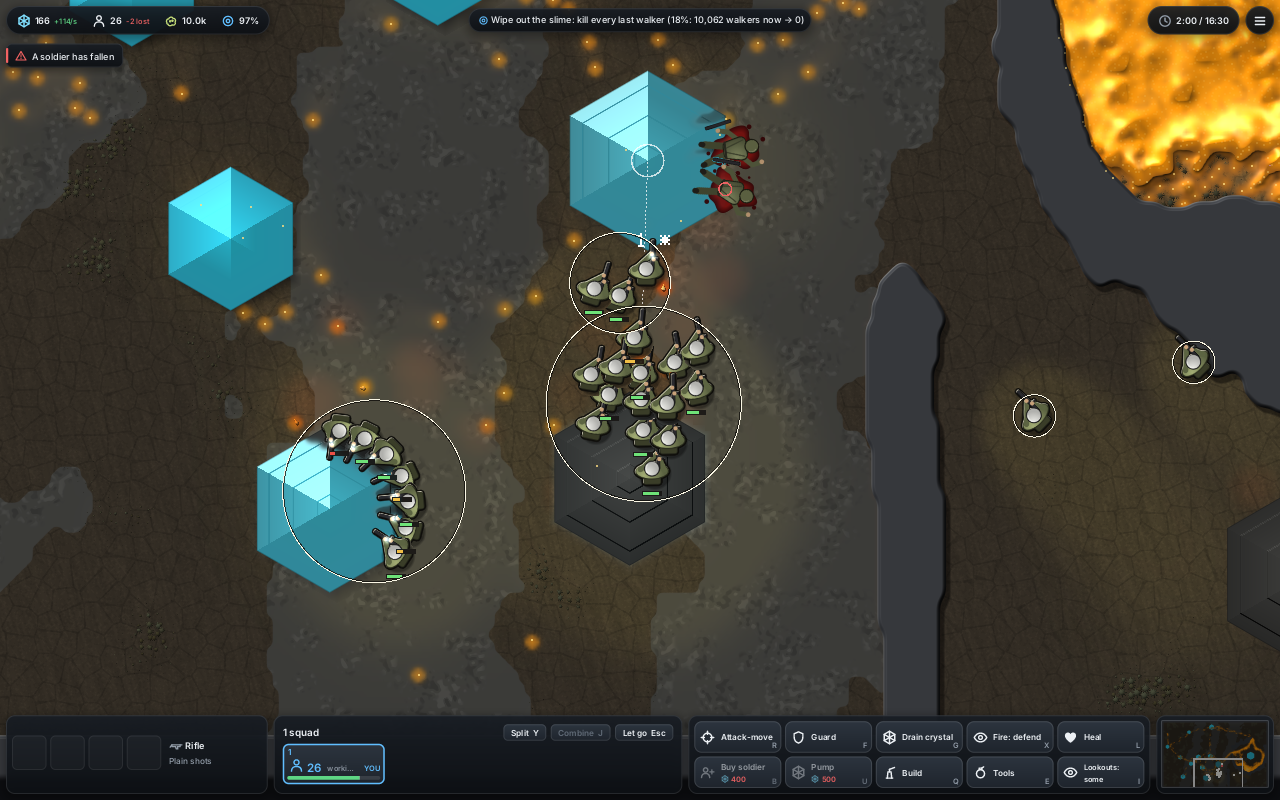 166 +114/s 26 -2 lost 10.0k 97%
Wipe out the slime: kill every last walker (18%: 10,062 walkers now → 0)
2:00 / 16:30
A soldier has fallen
Rifle
Plain shots
1 squad
Split Y
Combine J
Let go Esc
1
26 worki... YOU
Attack-move R
Guard F
Drain crystal G
Fire: defend X
Heal L
Buy soldier 400 B
Pump 500 U
Build Q
Tools E
Lookouts: some I